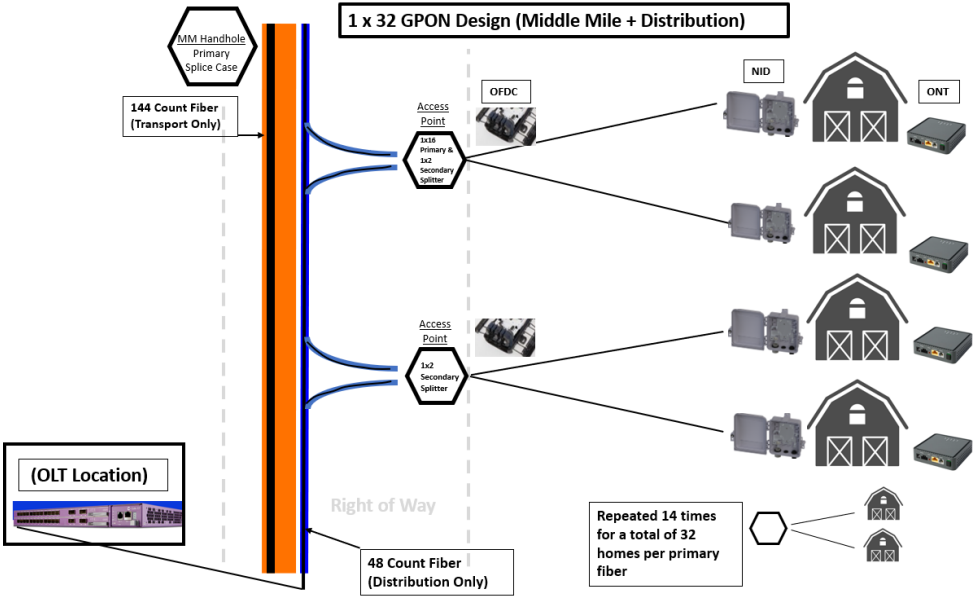 1 x 32 GPON Design (Middle Mile + Distribution)
MM Handhole
Primary
Splice Case
144 Count Fiber
(Transport Only)
Access
Point
1x16
Primary &
1x2
Secondary
Splitter
OFDC
NID
ONT
Access
Point
1x2
Secondary
Splitter
(OLT Location)
Right of Way
48 Count Fiber
(Distribution Only)
Repeated 14 times
for a total of 32
homes per primary
fiber